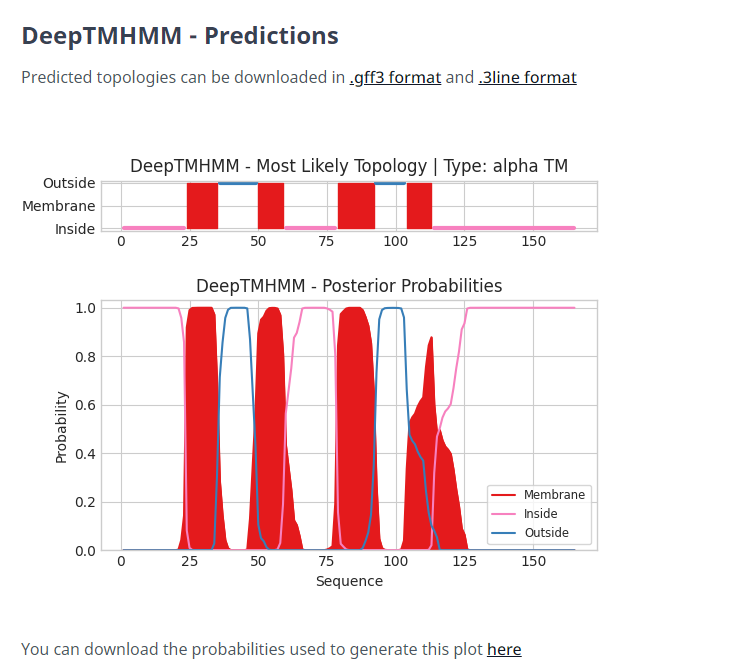 DeepTMHMM - Predictions
Predicted topologies can be downloaded in .gff3 format and .3line format
DeepTMHMM - Most Likely Topology | Type: alpha TM
Outside
Membrane
Inside
0 25 50 75 100 125 150
DeepTMHMM - Posterior Probabilities
1.0
0.8
0.6
0.4
0.2
0.0
Probability
Membrane
Inside
Outside
0 25 50 75 100 125 150
Sequence
You can download the probabilities used to generate this plot here